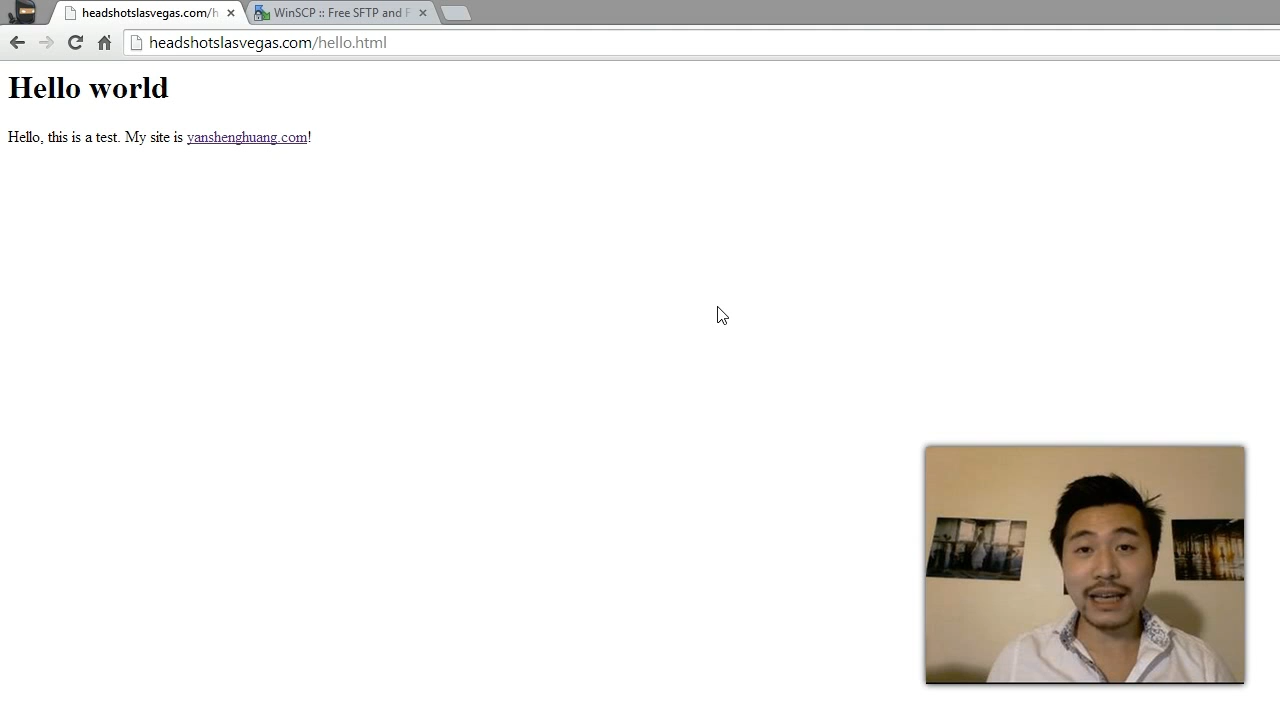 headshotslasvegas.com/h
WinSCP :: Free SFTP and F
headshotslasvegas.com/hello.html
Hello world
Hello, this is a test. My site is yanshenghuang.com!